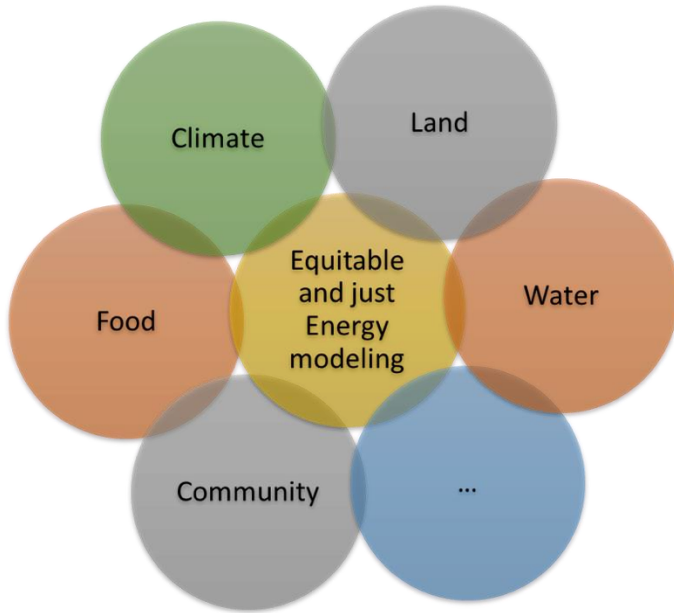 Climate
Land
Equitable
and just
Energy
modeling
Water
Food
Community
...